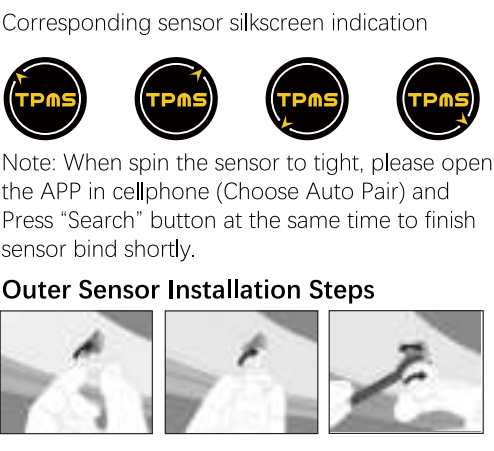 Corresponding sensor silkscreen indication
TPMS TPMS TPMS TPMS
Note: When spin the sensor to tight, please open
the APP in cellphone (Choose Auto Pair) and
Press “Search” button at the same time to finish
sensor bind shortly.
Outer Sensor Installation Steps